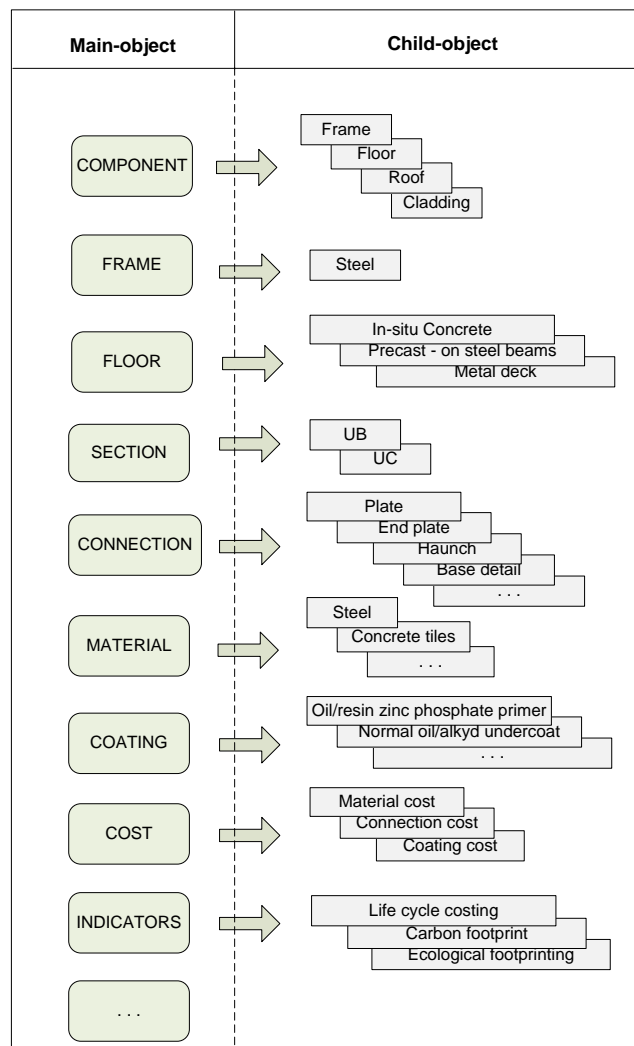 Main-object
Child-object
COMPONENT
Frame
Floor
Roof
Cladding
FRAME
Steel
FLOOR
In-situ Concrete
Precast - on steel beams
Metal deck
SECTION
UB
UC
CONNECTION
Plate
End plate
Haunch
Base detail
. . .
MATERIAL
Steel
Concrete tiles
. . .
COATING
Oil/resin zinc phosphate primer
Normal oil/alkyd undercoat
. . .
COST
Material cost
Connection cost
Coating cost
INDICATORS
Life cycle costing
Carbon footprint
Ecological footprinting
. . .